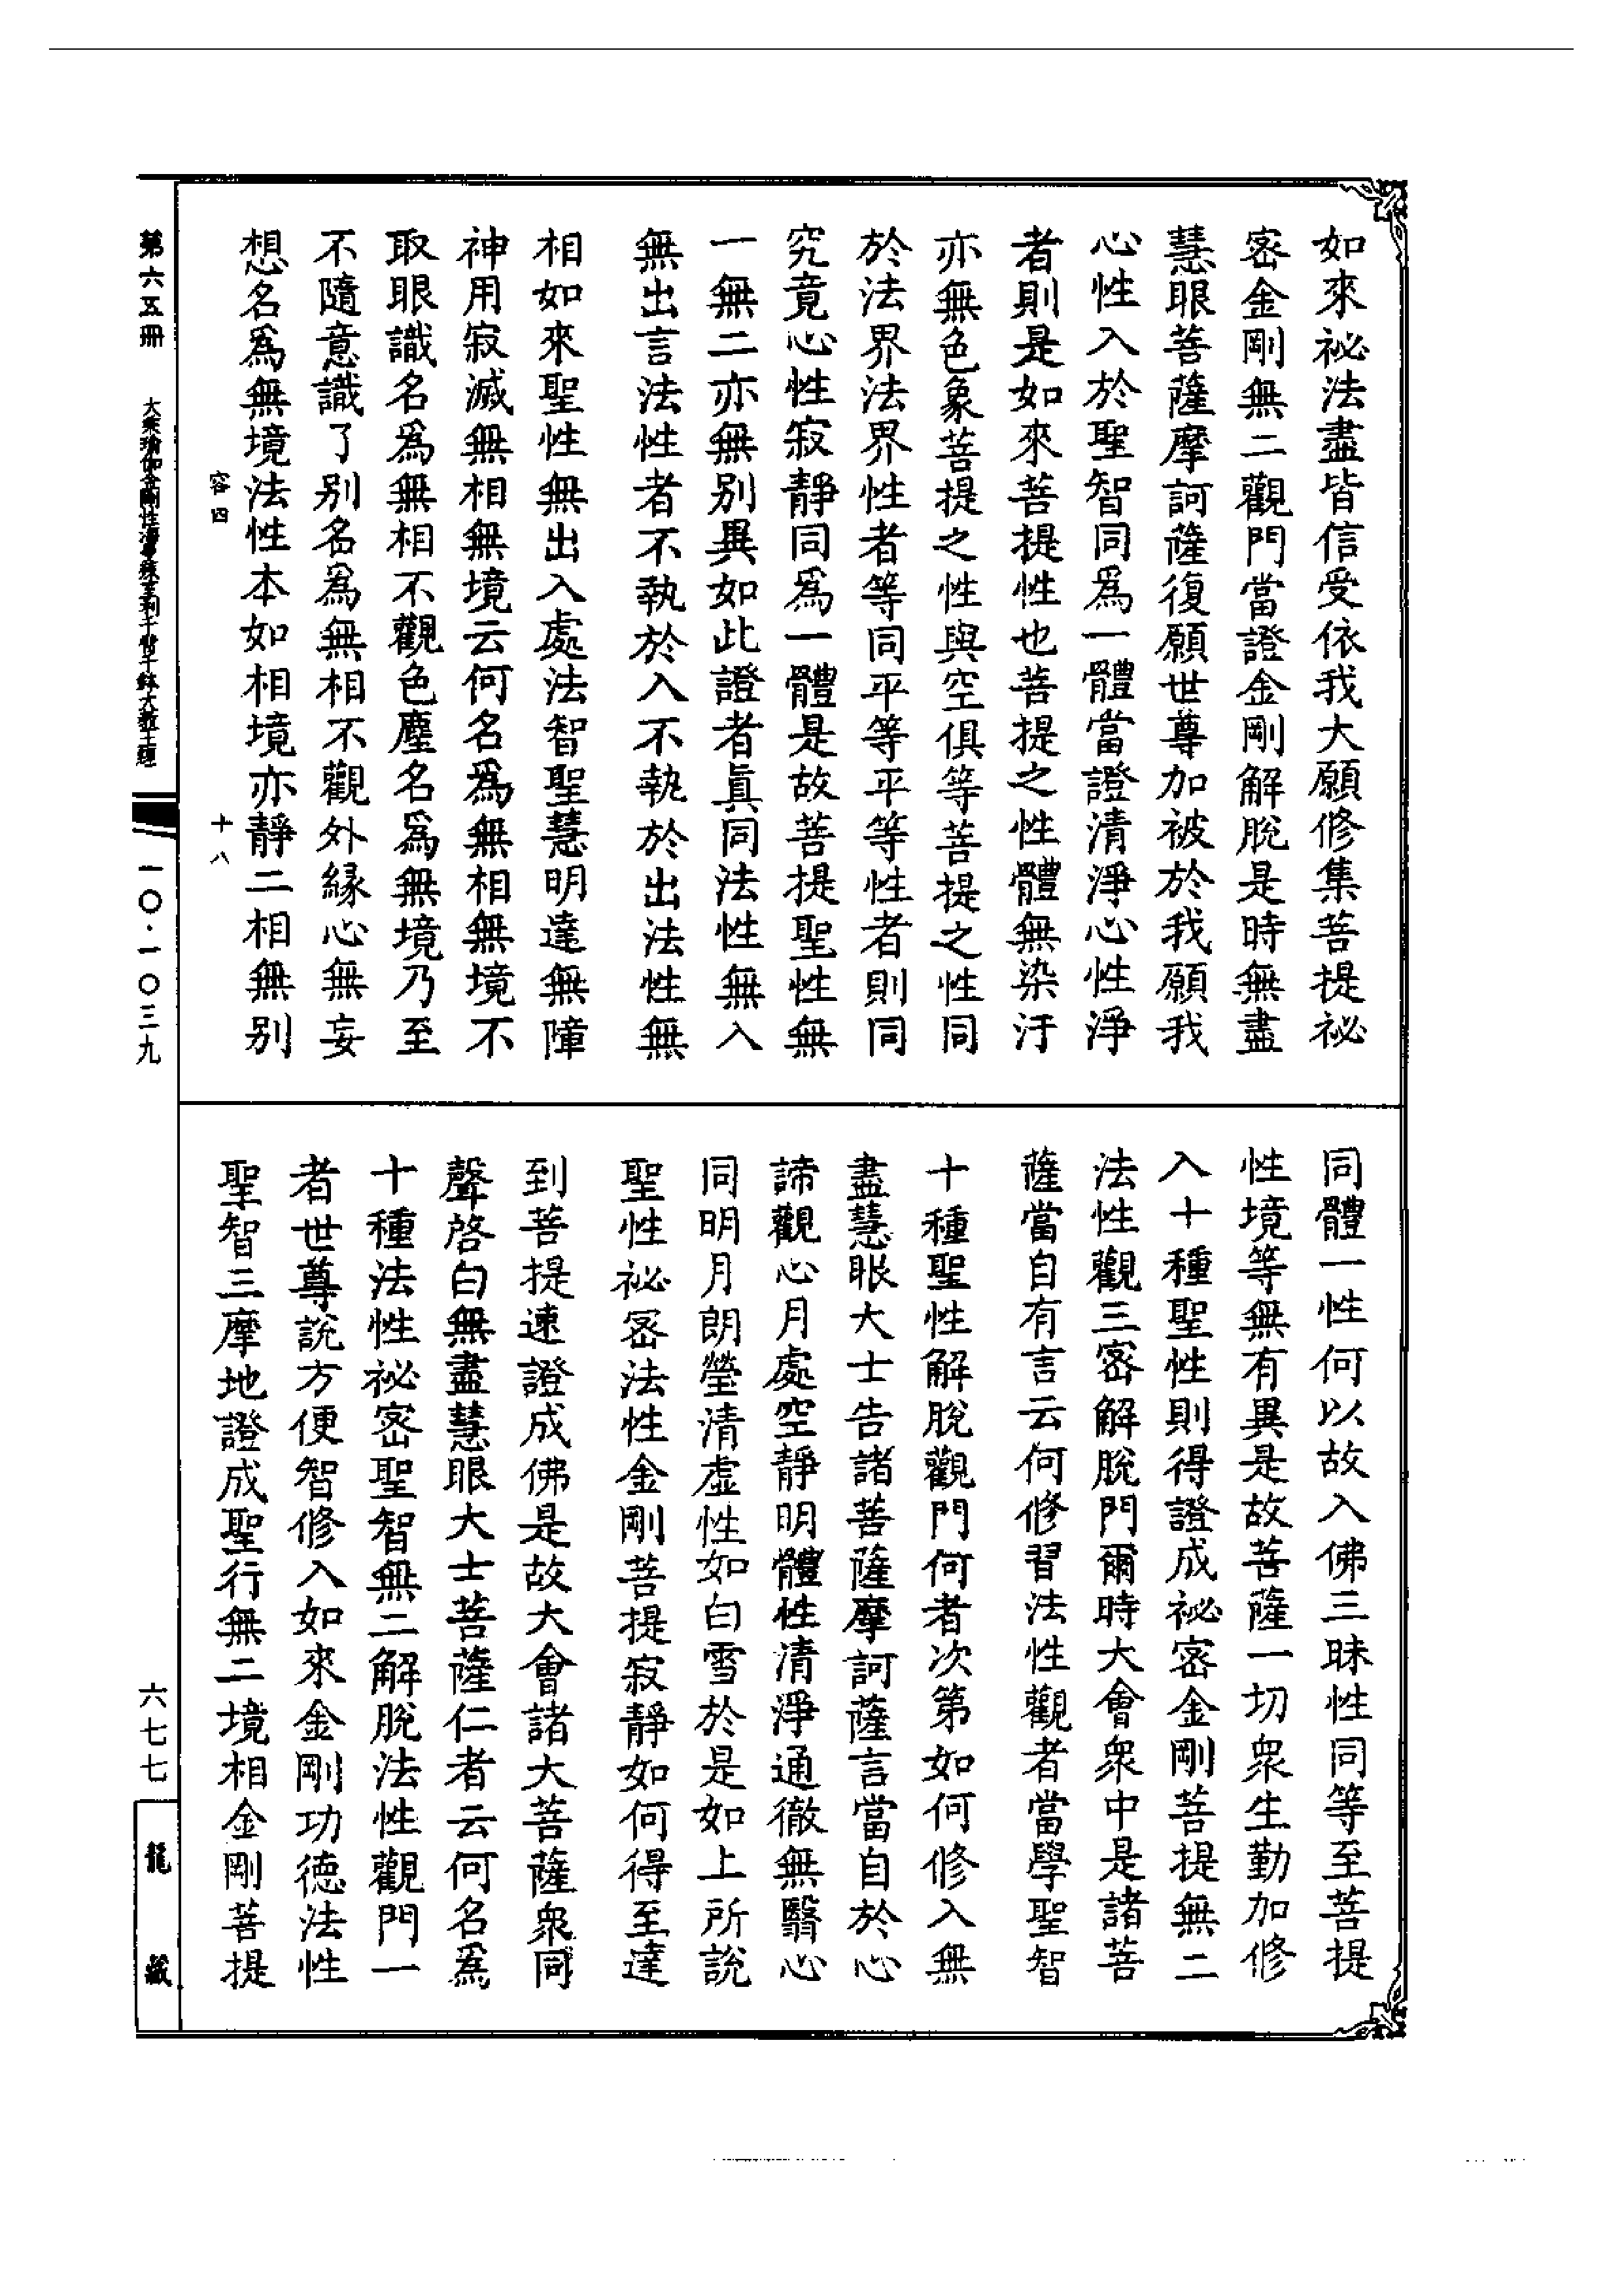 如來祕法盡皆信受依我大願修集菩提祕
密金剛無二觀門當證金剛解脫是時無盡
慧眼菩薩摩訶薩復願世尊加被於我願我
心性入於聖智同爲一體當證清淨心性淨
者則是如來菩提性也菩提之性體無染汙
亦無色象菩提之性與空俱等菩提之性同
於法界法界性者等同平等平等性者則同
究竟心性寂靜同爲一體是故菩提聖性無
一無二亦無別異如此證者眞同法性無入
無出言法性者不執於入不執於出法性無
相如來聖性無出入處法智聖慧明達無障
神用寂滅無相無境云何名爲無相無境不
取眼識名爲無相不觀色塵名爲無境乃至
不隨意識了別名爲無相不觀外緣心無妄
想名爲無境法性本如相境亦靜二相無別
同體一性何以故入佛三昧性同等至菩提
性境等無有異是故菩薩一切衆生勤加修
入十種聖性則得證成祕密金剛菩提無二
法性觀三密解脫門爾時大會衆中是諸菩
薩當自有言云何修習法性觀者當學聖智
十種聖性解脫觀門何者次第如何修入無
盡慧眼大士告諸菩薩摩訶薩言當自於心
諦觀心月處空靜明體性清淨通徹無翳心
同明月朗瑩清虛性如白雪於是如上所說
聖性祕密法性金剛菩提寂靜如何得至達
到菩提速證成佛是故大會諸大菩薩衆同
聲啓白無盡慧眼大士菩薩仁者云何名爲
十種法性祕密聖智無二解脫法性觀門一
者世尊說方便智修入如來金剛功德法性
聖智三摩地證成聖行無二境相金剛菩提
容四
十八
第六五冊
大乘瑜伽金剛性海曼殊室利千臂千鉢大教王經
一〇·一〇三九
六七七
龍藏